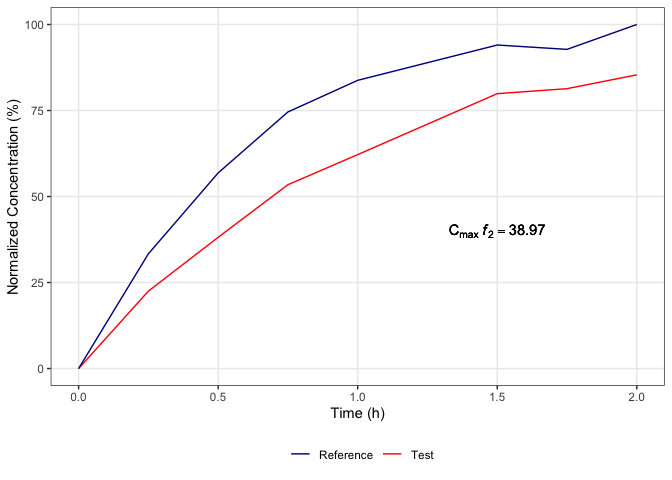 100
75
50
25
0
Normalized Concentration (%)
Cmax f2 = 38.97
0.0 0.5 1.0 1.5 2.0
Time (h)
Reference Test